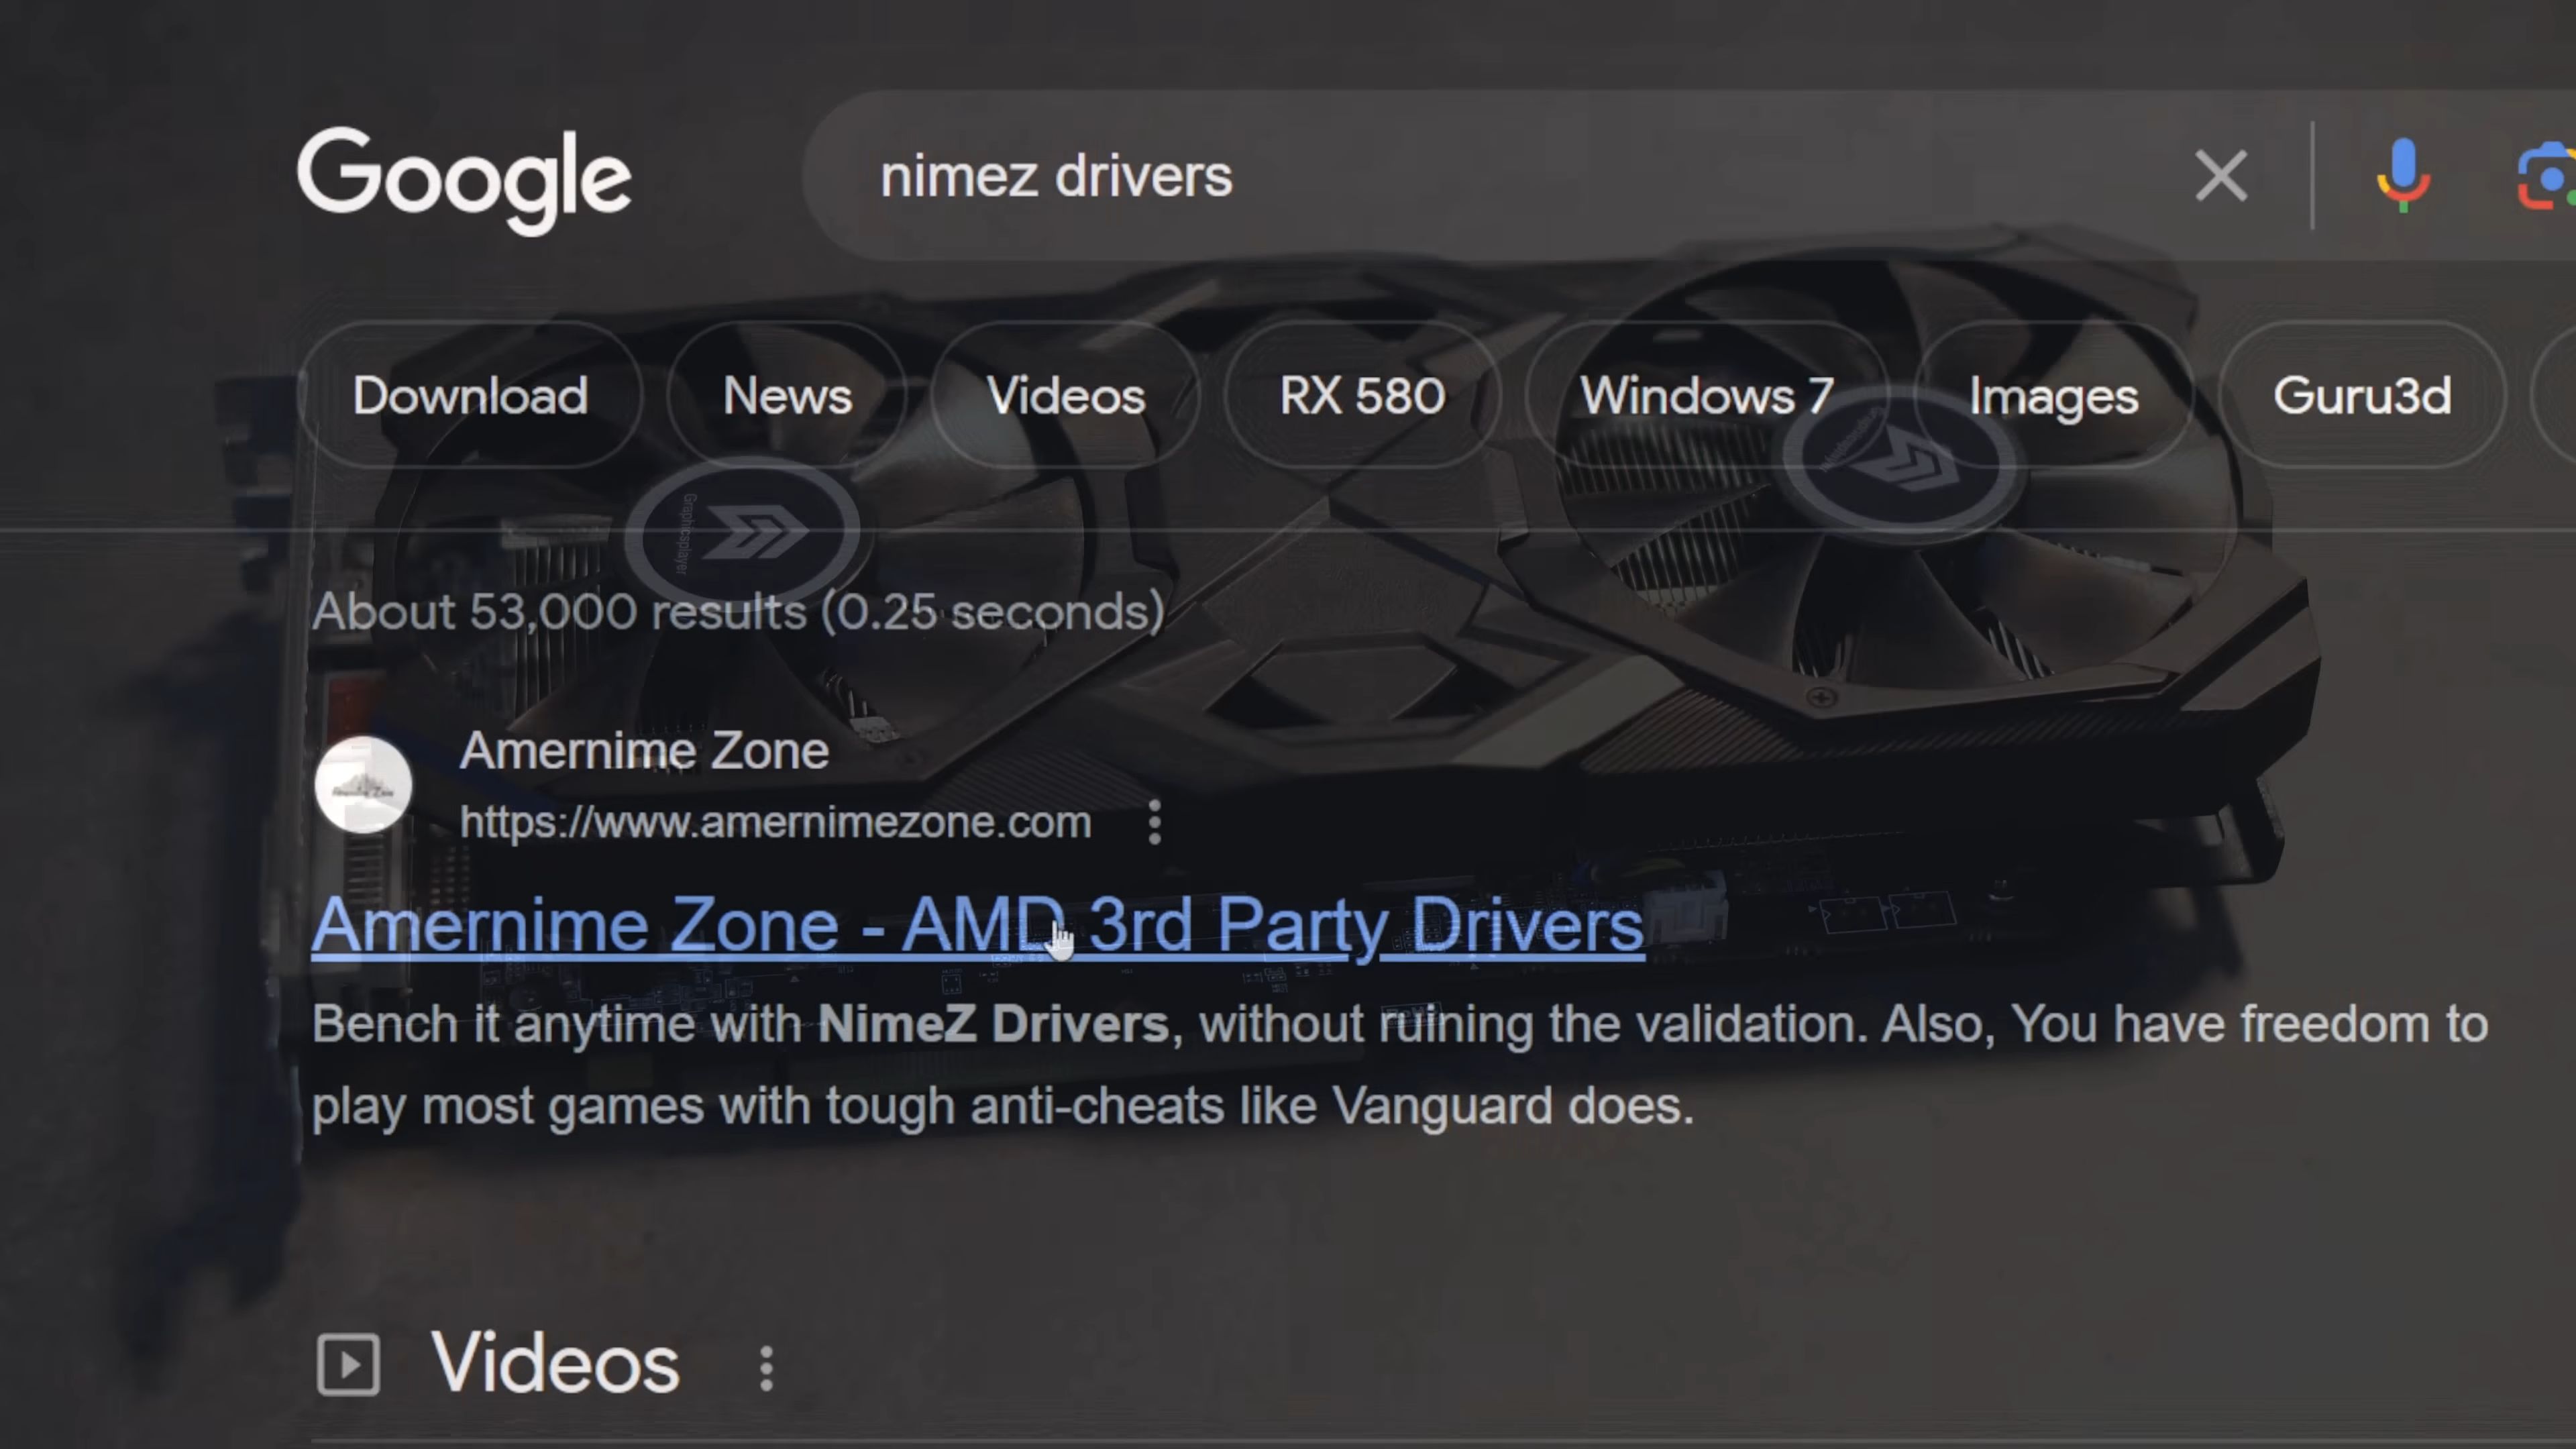 Google
nimez drivers
Download
News
Videos
RX 580
Windows 7
Images
Guru3d
About 53,000 results (0.25 seconds)
Graphicsplayer
Amernime Zone
https://www.amernimezone.com
Amernime Zone - AMD 3rd Party Drivers
Bench it anytime with NimeZ Drivers, without ruining the validation. Also, You have freedom to
play most games with tough anti-cheats like Vanguard does.
Videos